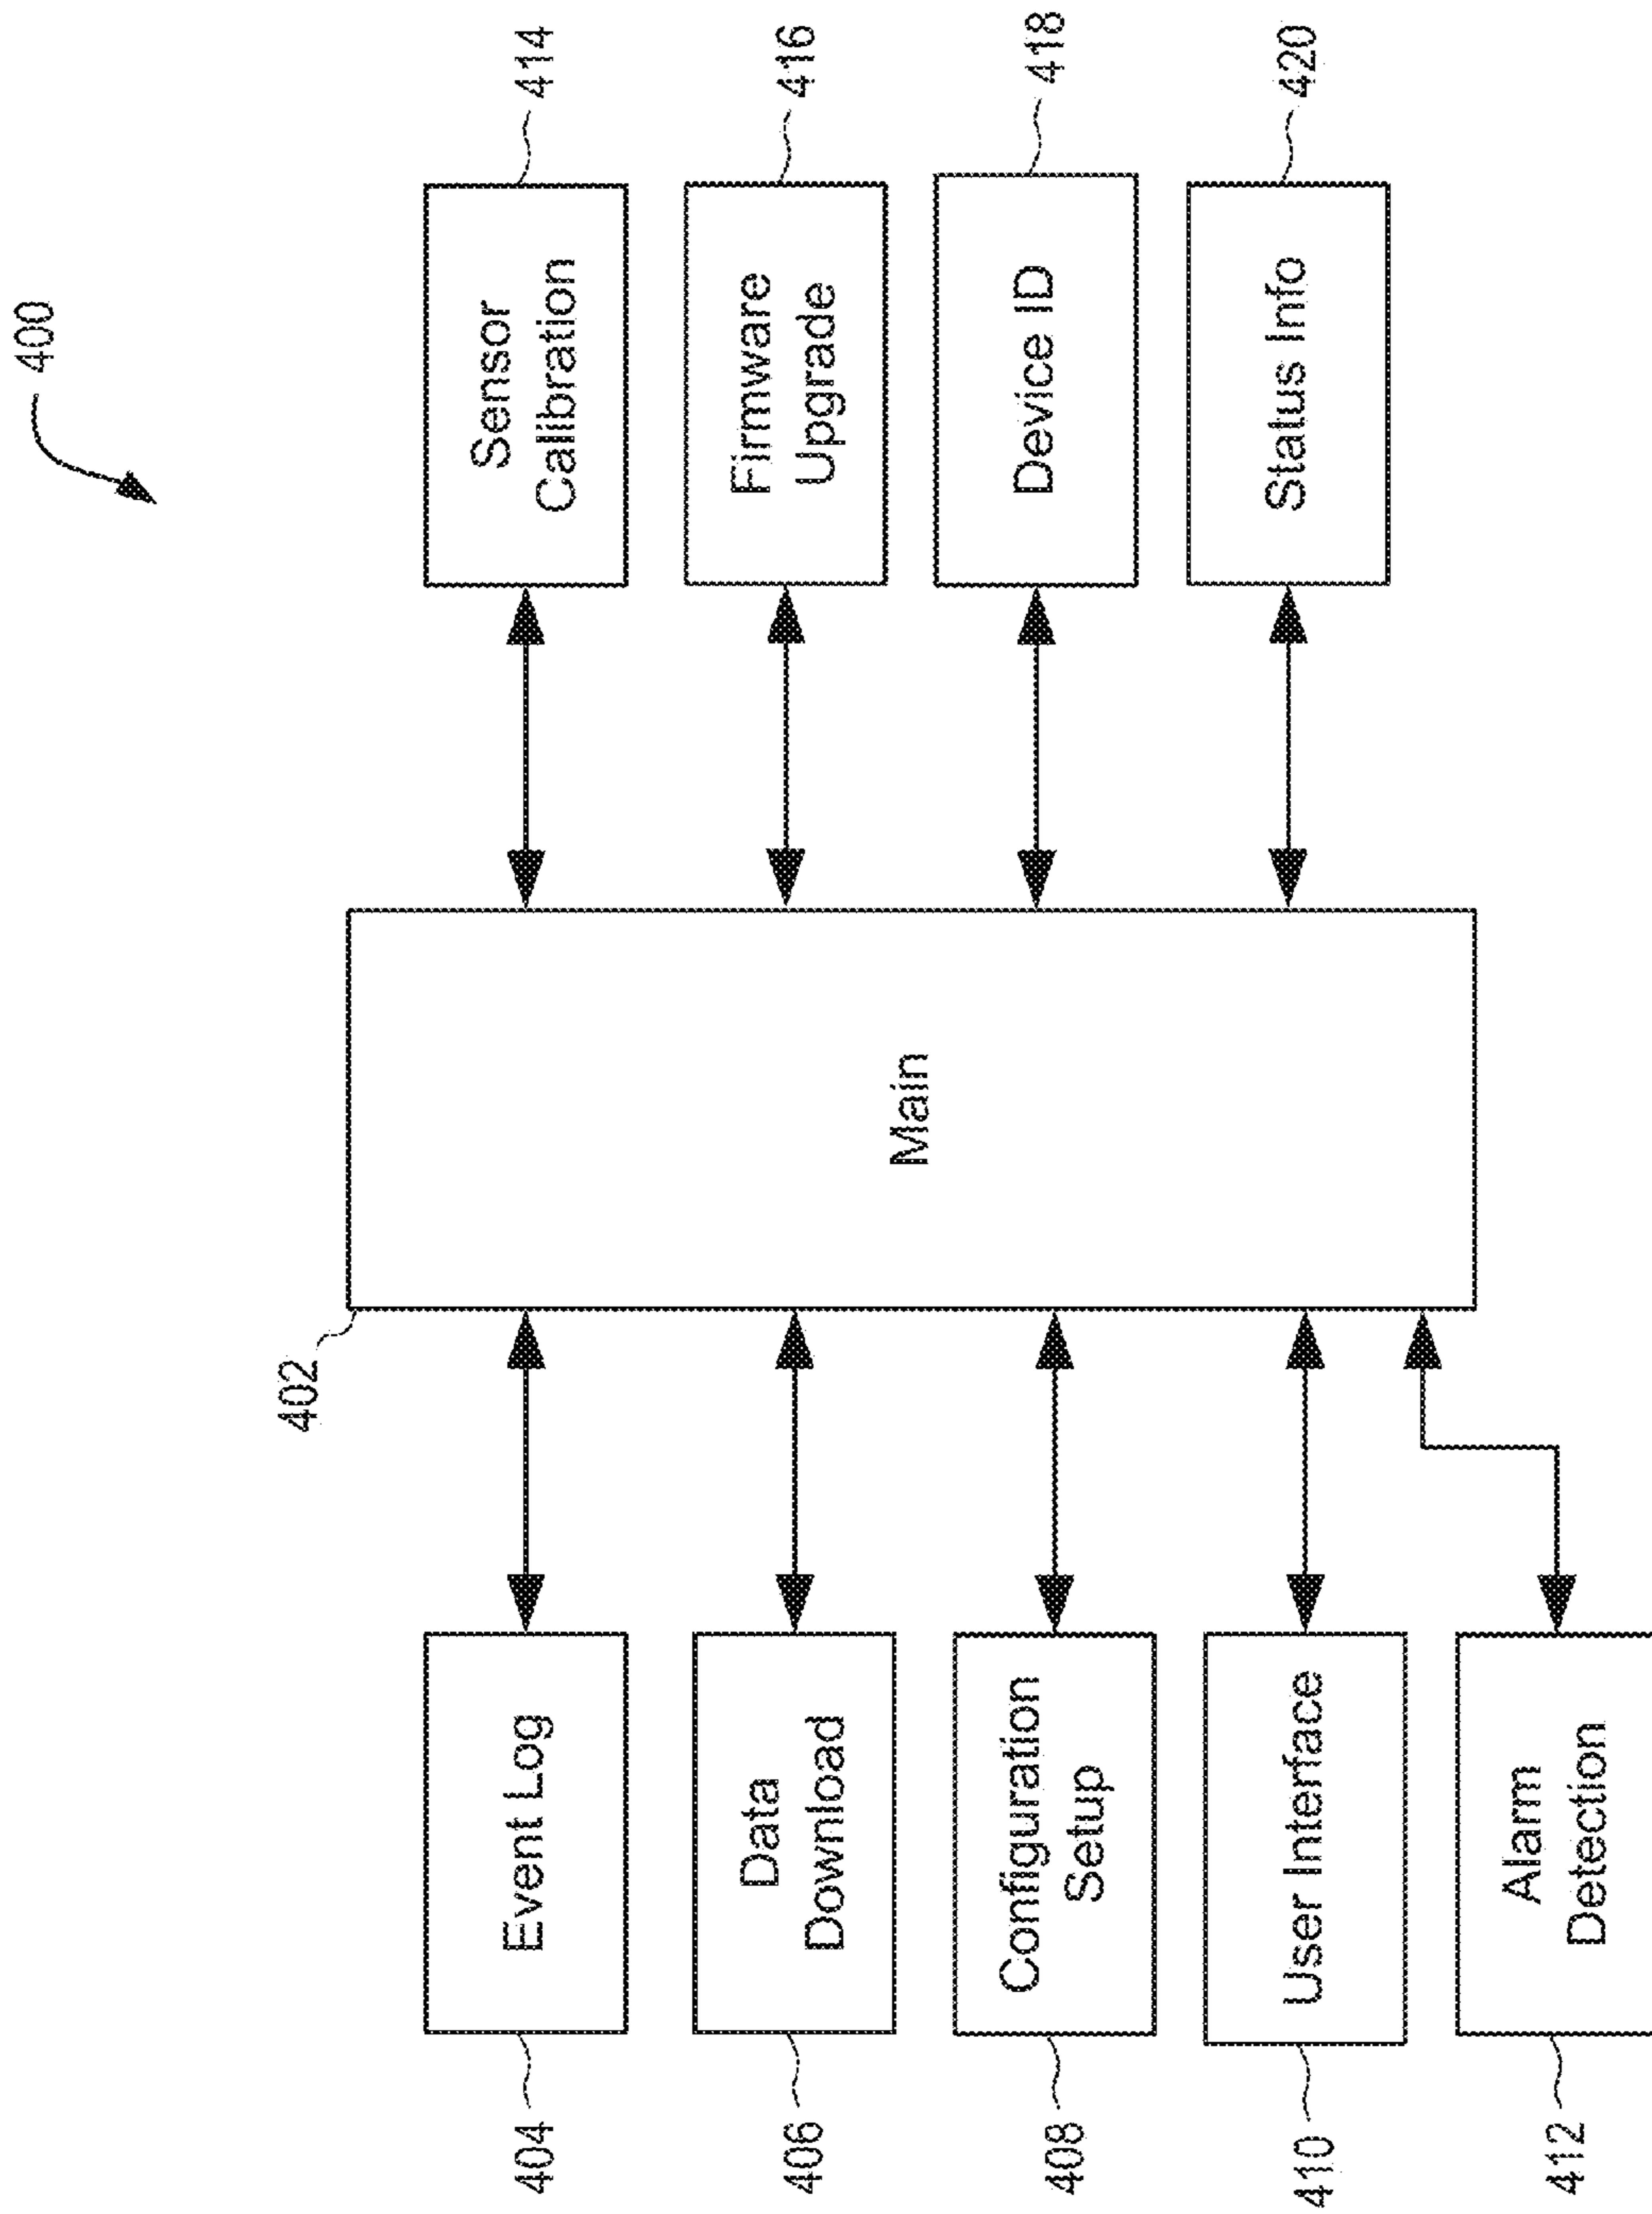 400
402
Main
404
Event Log
406
Data
Download
408
Configuration
Setup
410
User Interface
412
Alarm
Detection
414
Sensor
Calibration
416
Firmware
Upgrade
418
Device ID
420
Status Info